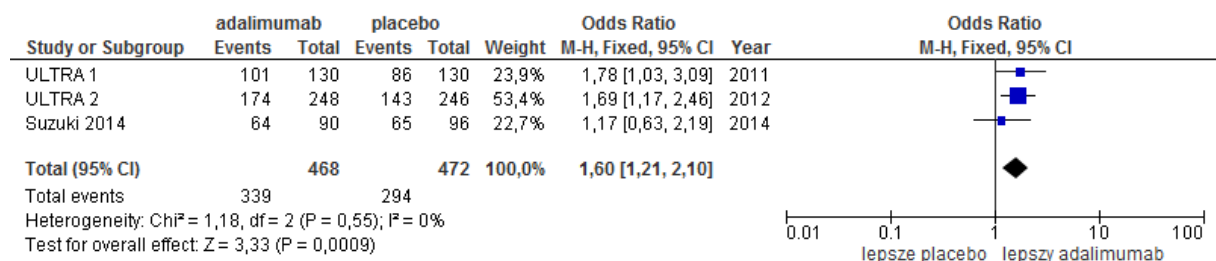 adalimumab placebo Odds Ratio Odds Ratio
Study or Subgroup Events Total Events Total Weight M-H, Fixed, 95% CI Year M-H, Fixed, 95% CI
ULTRA 1 101 130 86 130 23,9% 1,78 [1,03, 3,09] 2011
ULTRA 2 174 248 143 246 53,4% 1,69 [1,17, 2,46] 2012
Suzuki 2014 64 90 65 96 22,7% 1,17 [0,63, 2,19] 2014
Total (95% CI) 468 472 100,0% 1,60 [1,21, 2,10]
Total events 339 294
Heterogeneity: Chi² = 1,18, df = 2 (P = 0,55); I² = 0%
Test for overall effect: Z = 3,33 (P = 0,0009)
0.01 0.1 1 10 100
lepsze placebo lepszy adalimumab